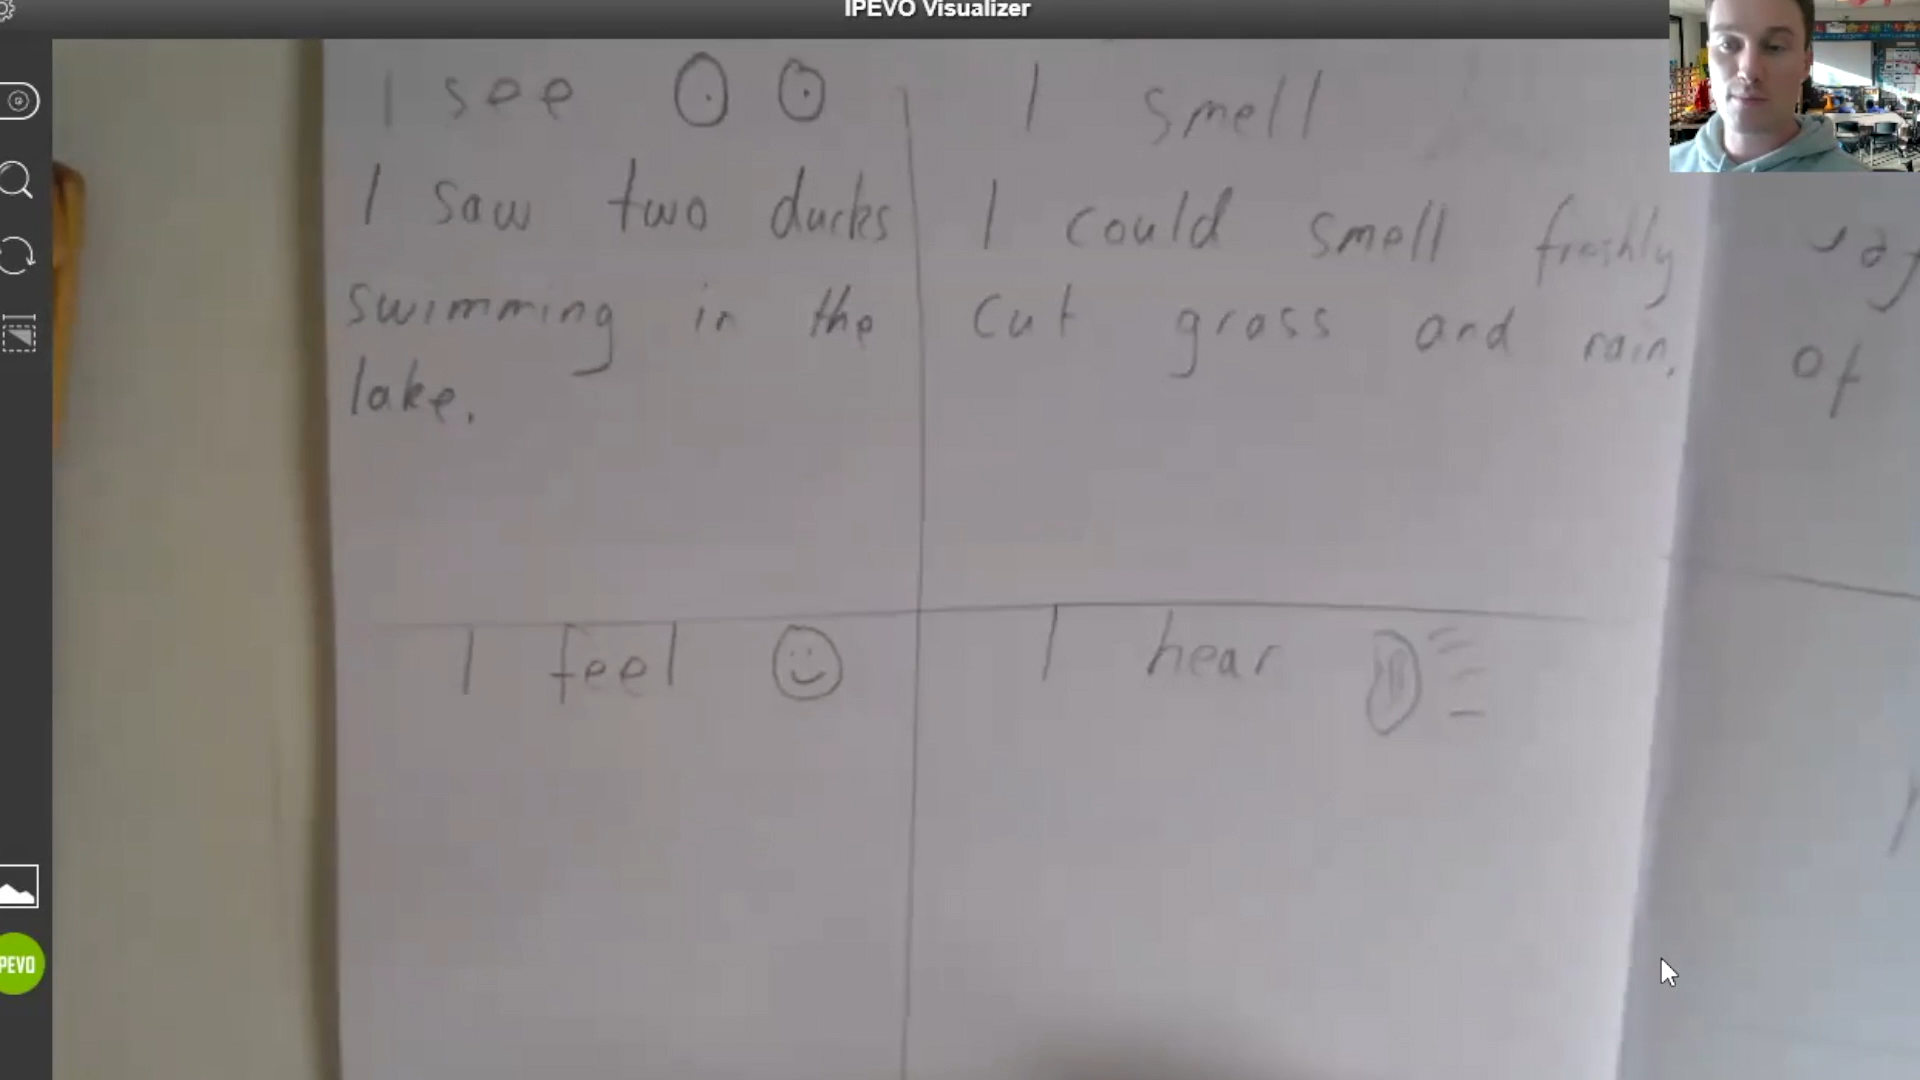 IPEVO Visualizer
I see
I saw two ducks
swimming in the
lake.
I smell
I could smell freshly
cut grass and rain.
I feel
I hear
of
PEVO